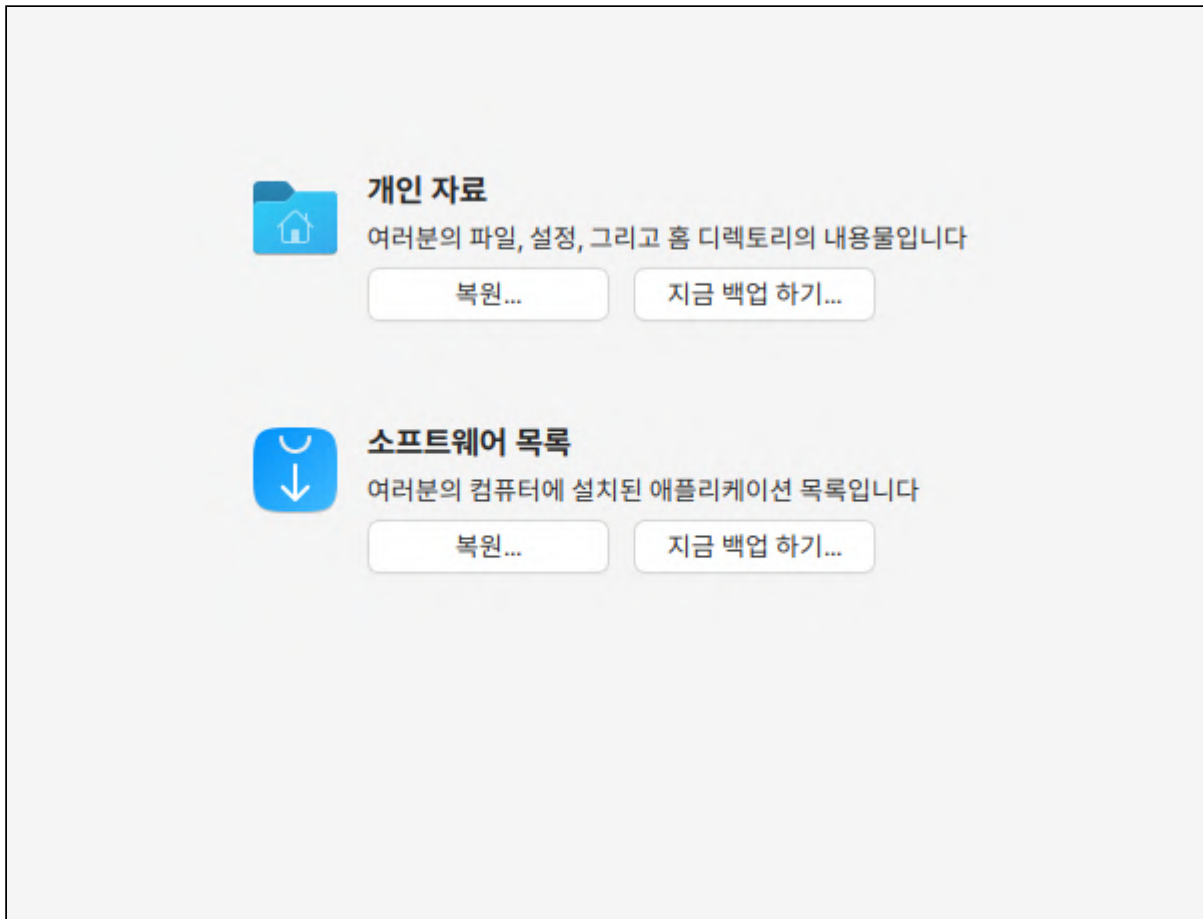 개인 자료
여러분의 파일, 설정, 그리고 홈 디렉토리의 내용물입니다
복원... 지금 백업 하기...
소프트웨어 목록
여러분의 컴퓨터에 설치된 애플리케이션 목록입니다
복원... 지금 백업 하기...